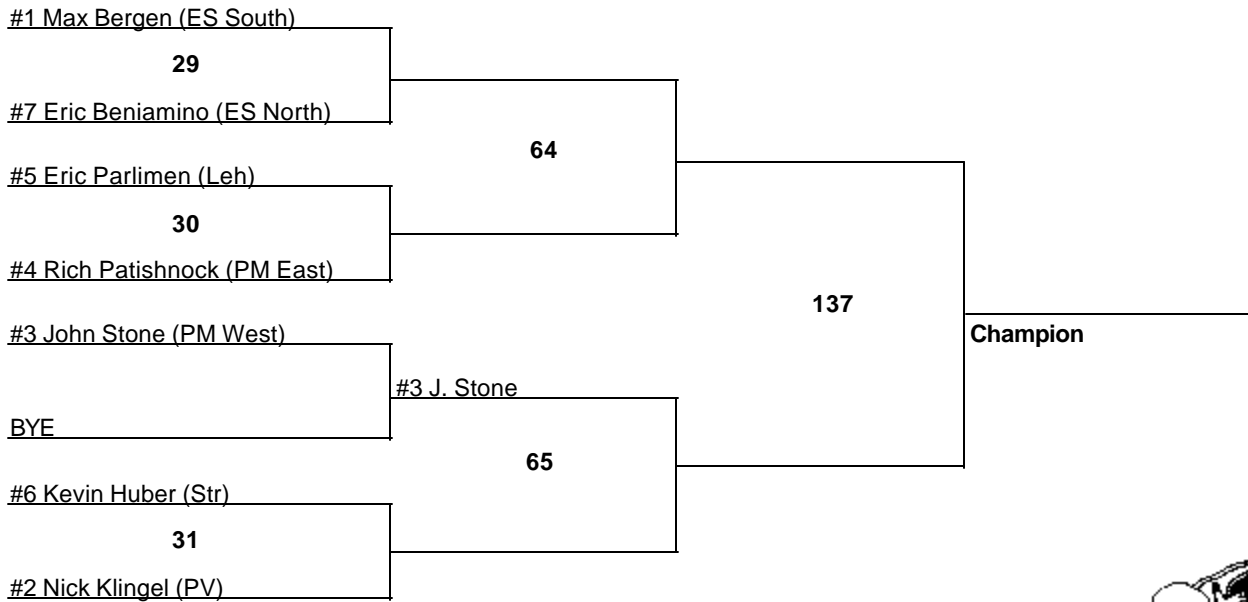 #1 Max Bergen (ES South)
29
#7 Eric Beniamino (ES North)
64
#5 Eric Parlimen (Leh)
30
#4 Rich Patishnock (PM East)
137
#3 John Stone (PM West)
Champion
#3 J. Stone
BYE
65
#6 Kevin Huber (Str)
31
#2 Nick Klingel (PV)